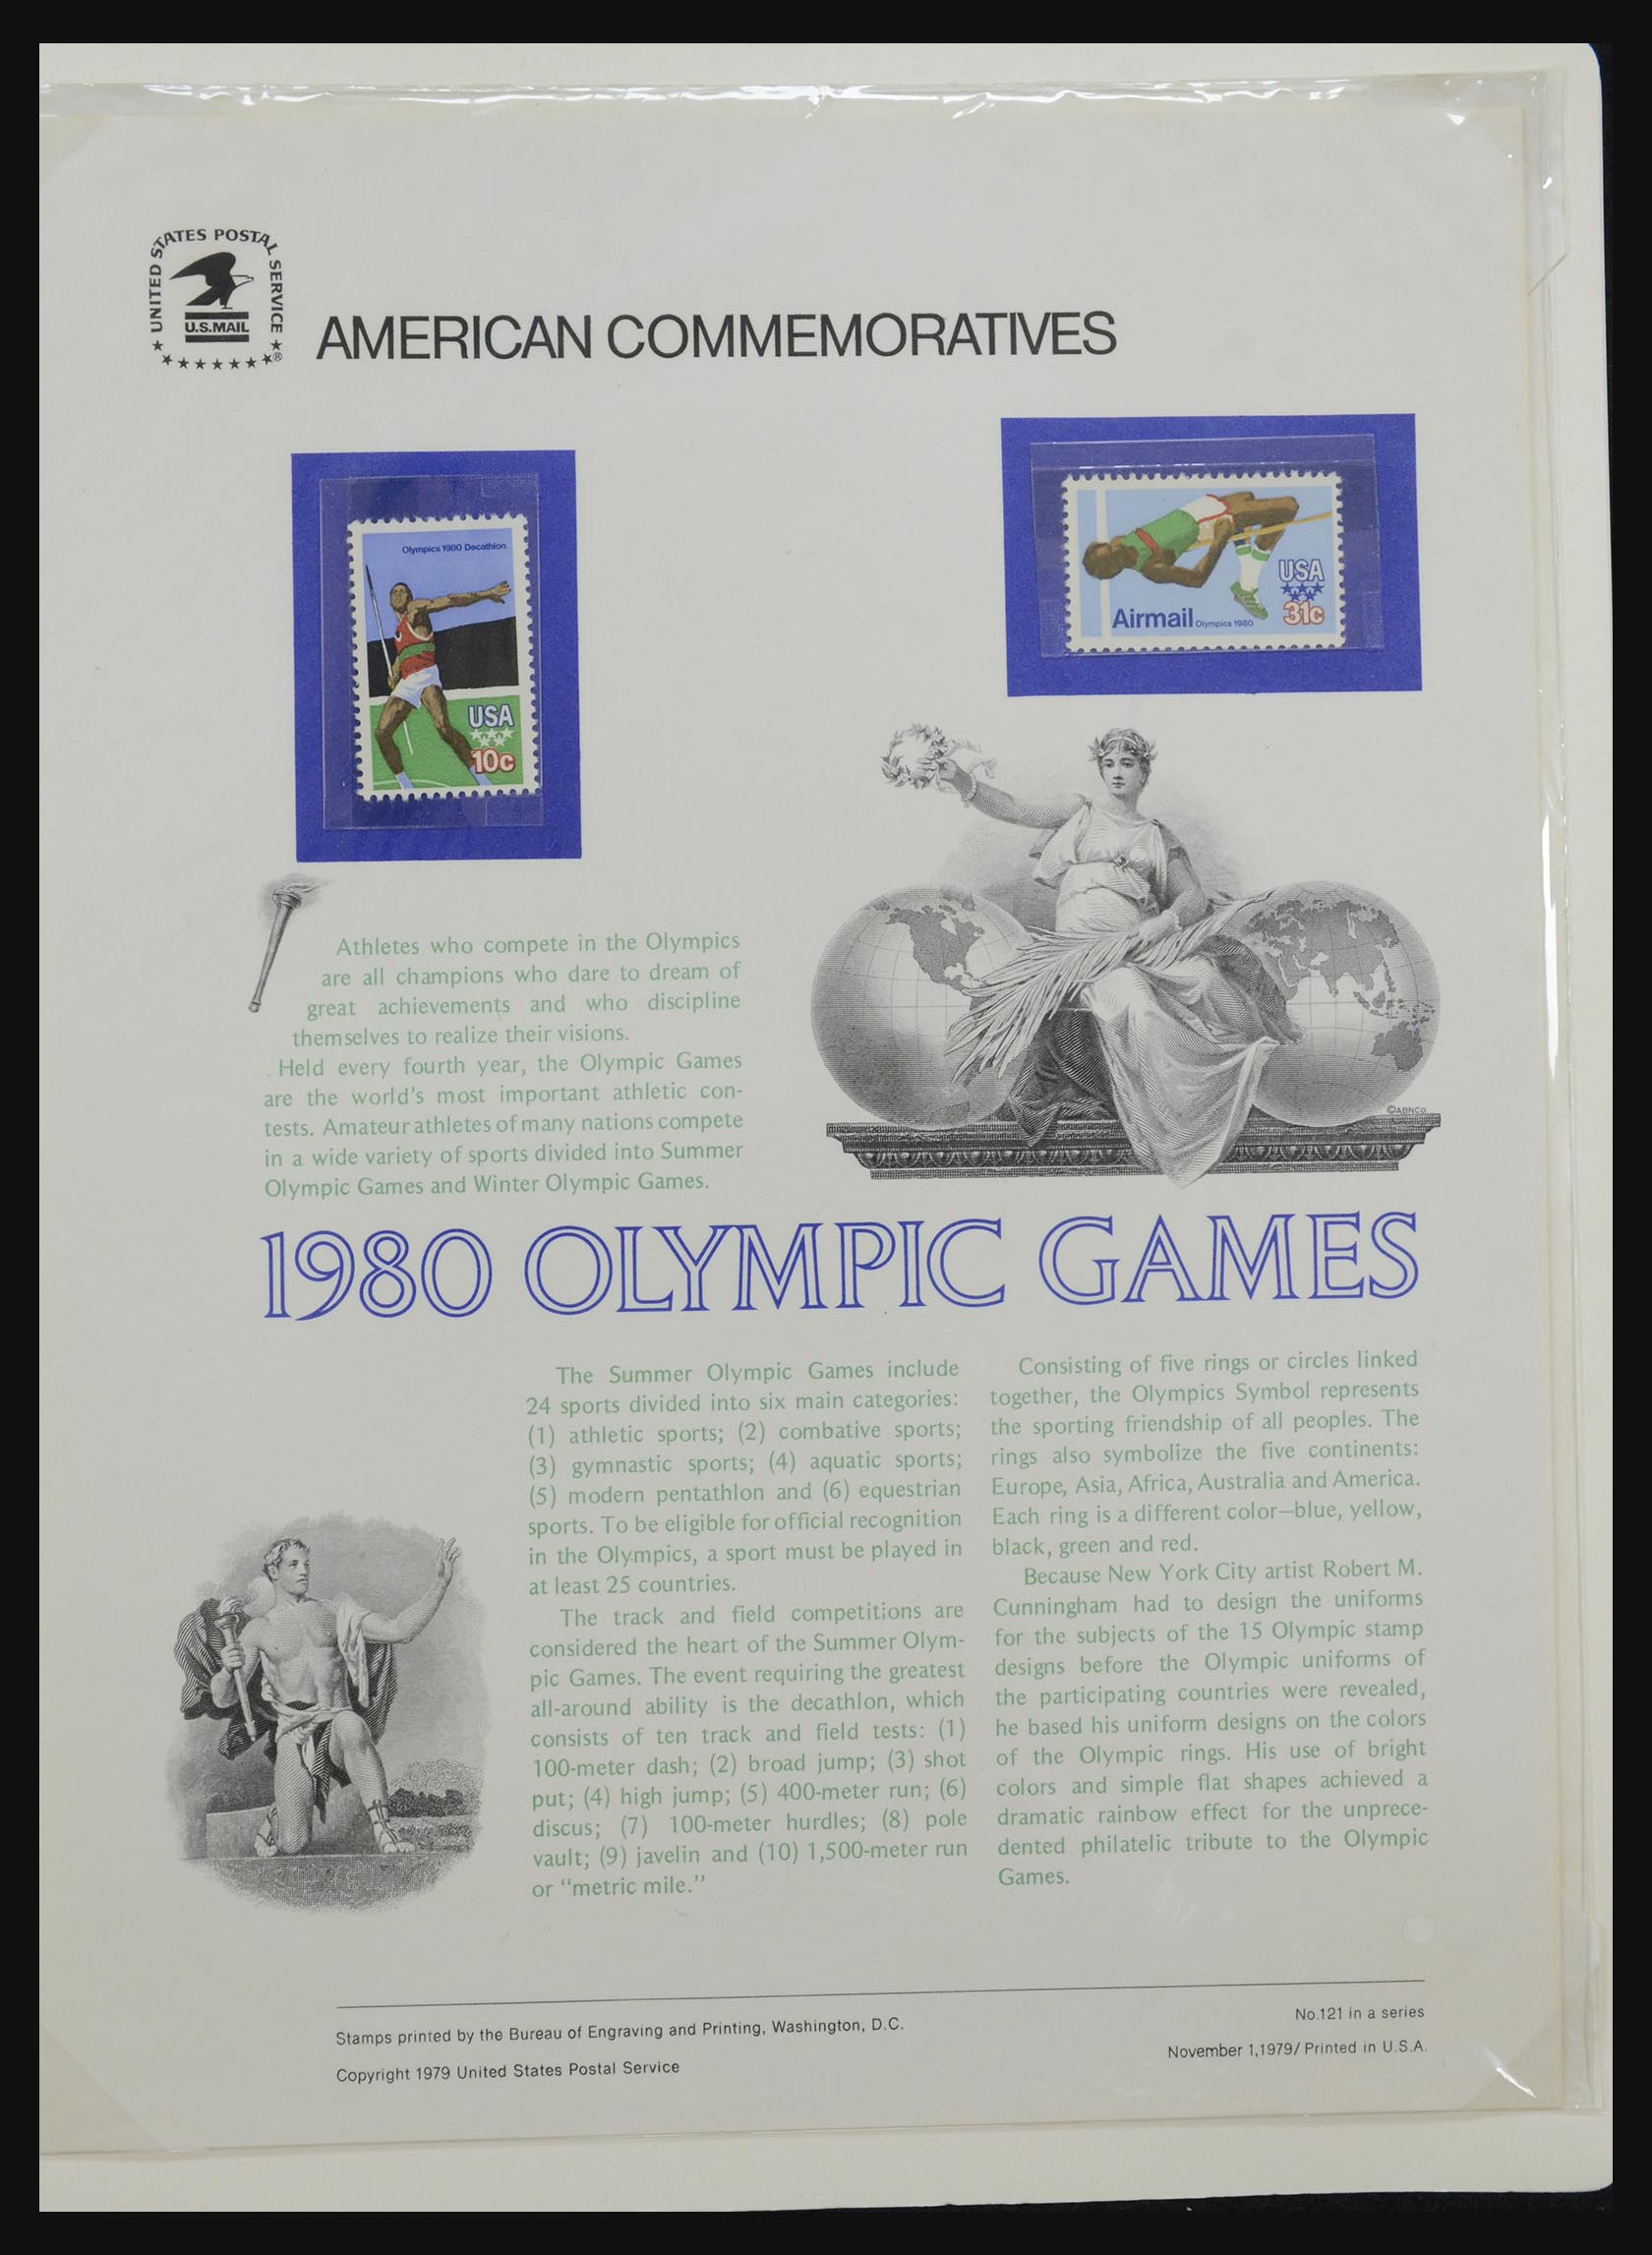 ★ UNITED STATES POSTAL SERVICE ★
U.S.MAIL
®
AMERICAN COMMEMORATIVES
Olympics 1980 Decathlon
USA
10c
USA
31c
Airmail Olympics 1980
Athletes who compete in the Olympics
are all champions who dare to dream of
great achievements and who discipline
themselves to realize their visions.
Held every fourth year, the Olympic Games
are the world's most important athletic con-
tests. Amateur athletes of many nations compete
in a wide variety of sports divided into Summer
Olympic Games and Winter Olympic Games.
©ABNCo.
1980 OLYMPIC GAMES
The Summer Olympic Games include
24 sports divided into six main categories:
(1) athletic sports; (2) combative sports;
(3) gymnastic sports; (4) aquatic sports;
(5) modern pentathlon and (6) equestrian
sports. To be eligible for official recognition
in the Olympics, a sport must be played in
at least 25 countries.
The track and field competitions are
considered the heart of the Summer Olym-
pic Games. The event requiring the greatest
all-around ability is the decathlon, which
consists of ten track and field tests: (1)
100-meter dash; (2) broad jump; (3) shot
put; (4) high jump; (5) 400-meter run; (6)
discus; (7) 100-meter hurdles; (8) pole
vault; (9) javelin and (10) 1,500-meter run
or “metric mile.”
Consisting of five rings or circles linked
together, the Olympics Symbol represents
the sporting friendship of all peoples. The
rings also symbolize the five continents:
Europe, Asia, Africa, Australia and America.
Each ring is a different color—blue, yellow,
black, green and red.
Because New York City artist Robert M.
Cunningham had to design the uniforms
for the subjects of the 15 Olympic stamp
designs before the Olympic uniforms of
the participating countries were revealed,
he based his uniform designs on the colors
of the Olympic rings. His use of bright
colors and simple flat shapes achieved a
dramatic rainbow effect for the unprece-
dented philatelic tribute to the Olympic
Games.
Stamps printed by the Bureau of Engraving and Printing, Washington, D.C.
Copyright 1979 United States Postal Service
No.121 in a series
November 1,1979/ Printed in U.S.A.